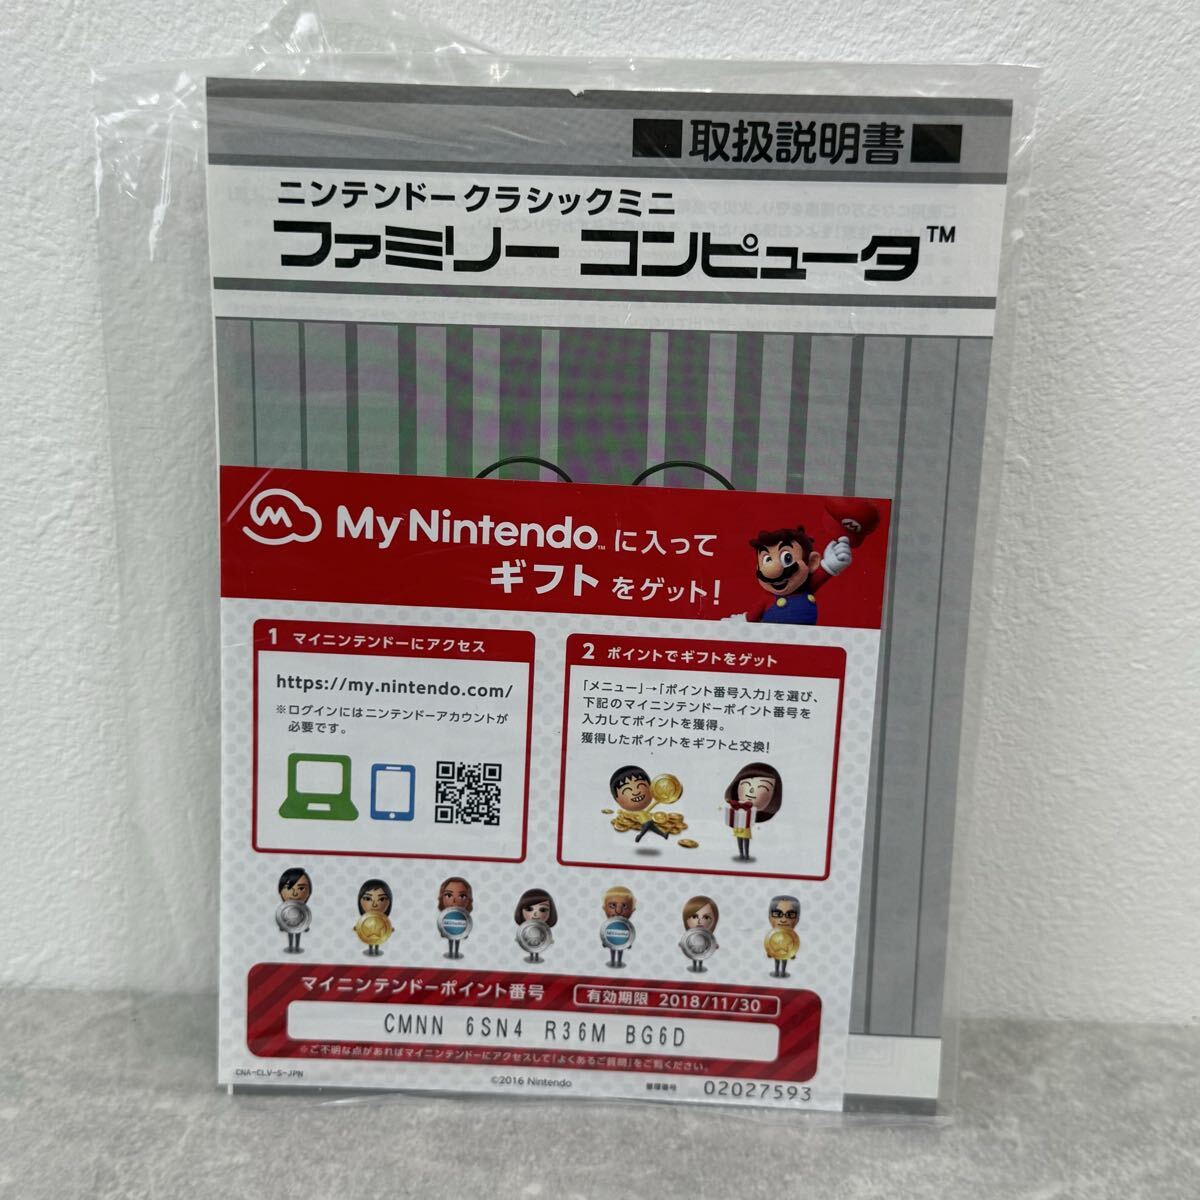 ■取扱説明書■
ニンテンドークラシックミニ
ファミリー コンピュータ™
My Nintendo™ に入って
ギフト をゲット!
1 マイニンテンドーにアクセス
https://my.nintendo.com/
※ログインにはニンテンドーアカウントが
必要です。
2 ポイントでギフトをゲット
「メニュー」→「ポイント番号入力」を選び、
下記のマイニンテンドーポイント番号を
入力してポイントを獲得。
獲得したポイントをギフトと交換!
マイニンテンドーポイント番号
有効期限 2018/11/30
CMNN 6SN4 R36M BG6D
※ご不明な点があればマイニンテンドーにアクセスして「よくあるご質問」をご覧ください。
CNA-CLV-S-JPN
©2016 Nintendo
管理番号 02027593